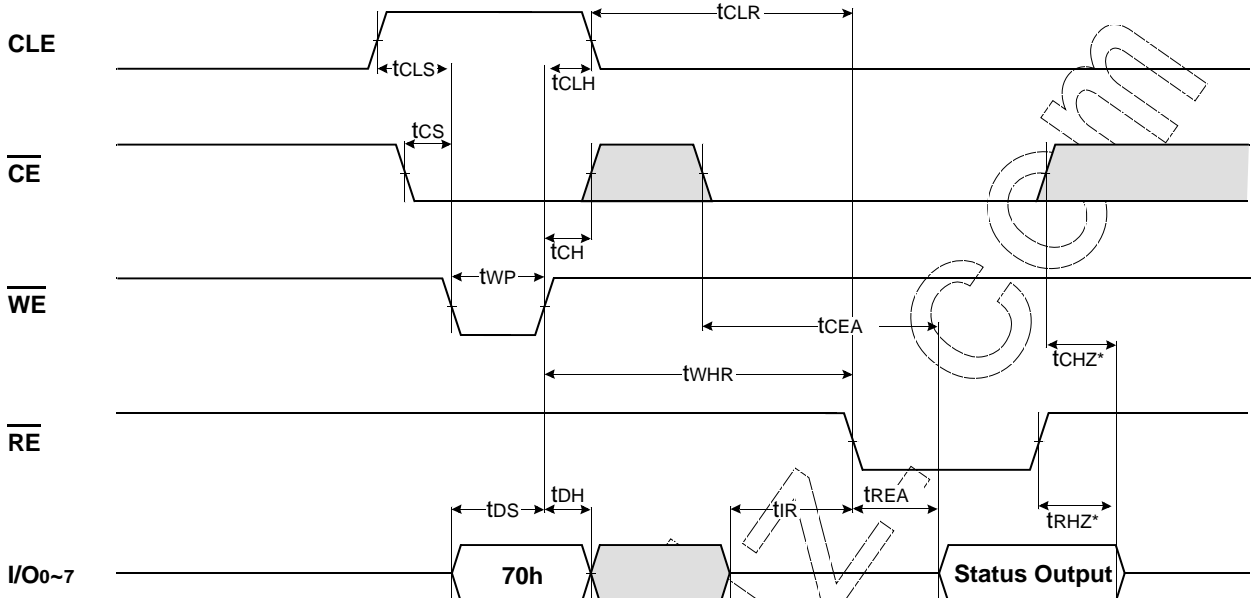 tCLR
CLE
tCLS
tCLH
tCS
CE
tCH
tWP
WE
tCEA
tCHZ*
tWHR
RE
tDS
tDH
tIR
tREA
tRHZ*
I/O0~7
70h
Status Output
com